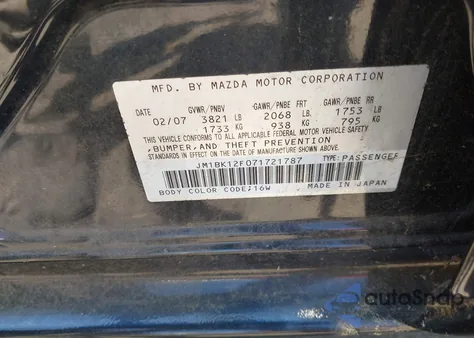 MFD. BY MAZDA MOTOR CORPORATION
GVWR/PNBV GAWR/PNBE FR GAWR/PNBE RR
02/07 3821 LB 2068 LB 1753 LB
1733 KG 938 KG 795 KG
THIS VEHICLE CONFORMS TO ALL APPLICABLE FEDERAL MOTOR VEHICLE SAFETY,
BUMPER, AND THEFT PREVENTION
STANDARDS IN EFFECT ON THE DATE OF MANUFACTURE SHOWN ABOVE.
JM1BK12F071721787 TYPE:PASSENGER
BODY COLOR CODE:16W MADE IN JAPAN
autoSnap